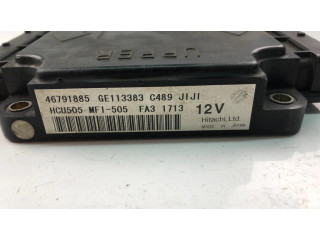 46791885 GE113383 C489 JIJI
HCU505 MFI-505 FA3 1713 12V
Hitachi, Ltd.
MADE IN JAPAN